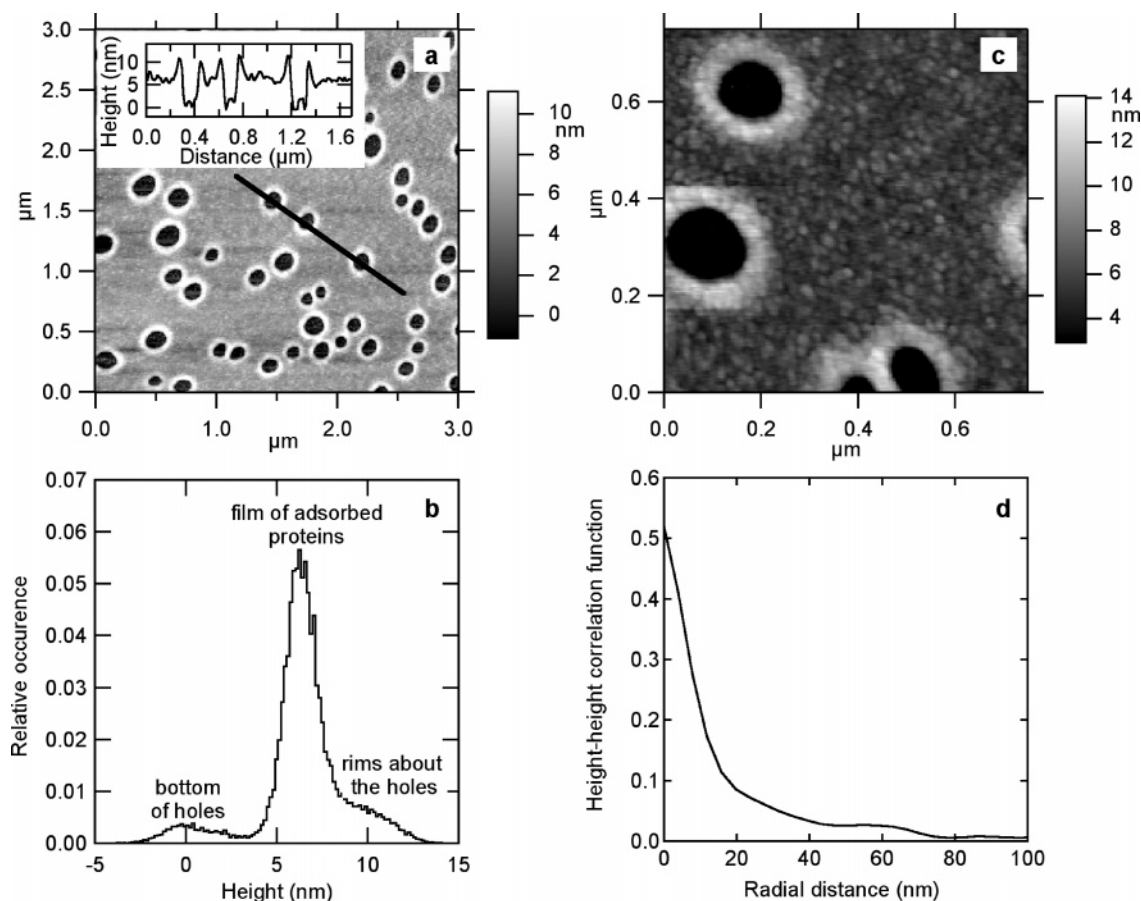 a
3.0
2.5
2.0
1.5
1.0
0.5
0.0
µm
0.0
1.0
2.0
3.0
µm
Height (nm)
10
5
0
0.0
0.4
0.8
1.2
1.6
Distance (µm)
10
nm
8
6
4
2
0
c
0.6
0.4
0.2
0.0
µm
0.0
0.2
0.4
0.6
µm
14
nm
12
10
8
6
4
b
0.07
0.06
0.05
0.04
0.03
0.02
0.01
0.00
Relative occurence
film of adsorbed
proteins
rims about
the holes
bottom
of holes
-5
0
5
10
15
Height (nm)
d
0.6
0.5
0.4
0.3
0.2
0.1
0.0
Height-height correlation function
0
20
40
60
80
100
Radial distance (nm)